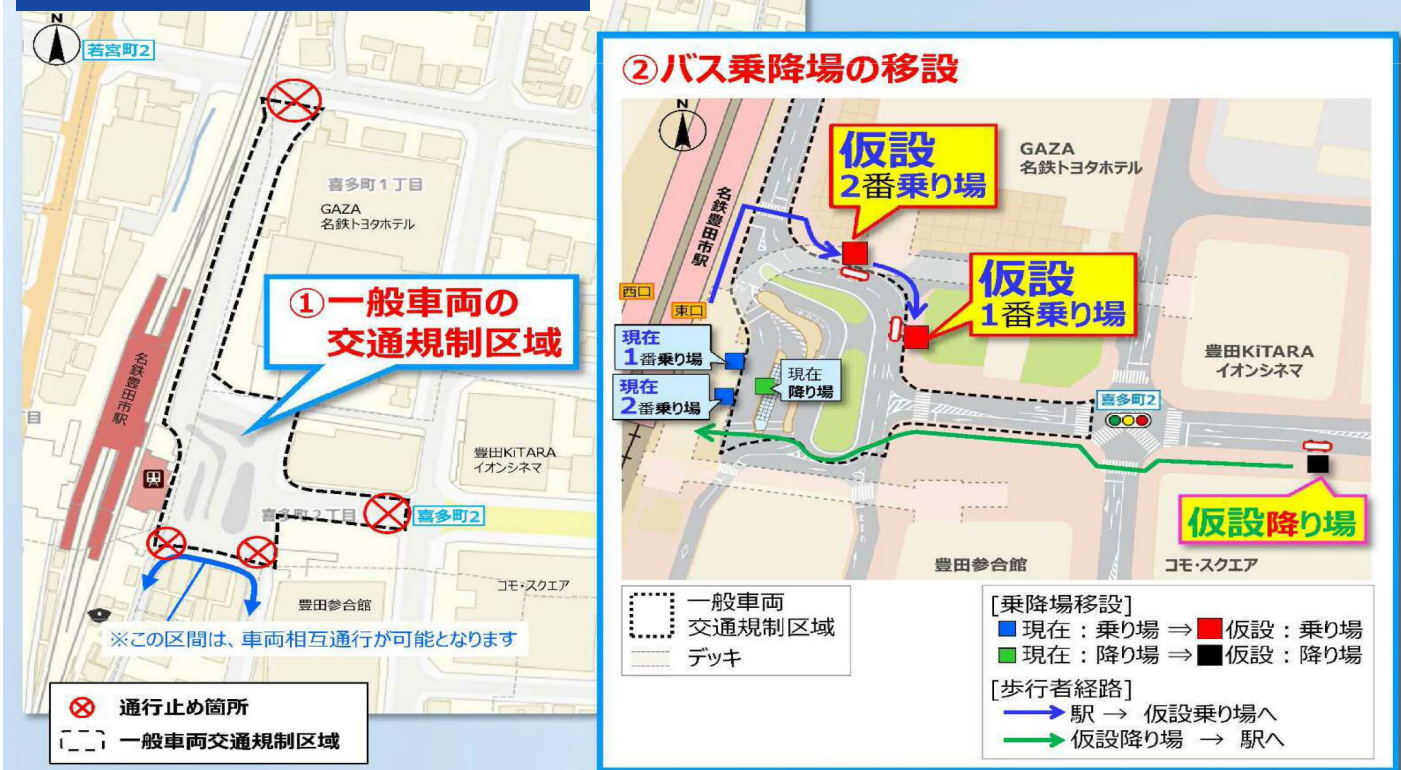 N
若宮町2
喜多町1丁目
GAZA
名鉄トヨタホテル
①一般車両の
交通規制区域
名鉄豊田市駅
目
豊田KiTARA
イオンシネマ
喜多町2丁目
喜多町2
コモ・スクエア
豊田参合館
※この区間は、車両相互通行が可能となります
通行止め箇所
一般車両交通規制区域
②バス乗降場の移設
N
仮設
2番乗り場
GAZA
名鉄トヨタホテル
名鉄豊田市駅
仮設
1番乗り場
西口
東口
現在
1番乗り場
現在
2番乗り場
現在
降り場
豊田KiTARA
イオンシネマ
喜多町2
仮設降り場
豊田参合館
コモ・スクエア
一般車両
交通規制区域
デッキ
[乗降場移設]
現在：乗り場 ⇒ 仮設：乗り場
現在：降り場 ⇒ 仮設：降り場
[歩行者経路]
駅 → 仮設乗り場へ
仮設降り場 → 駅へ